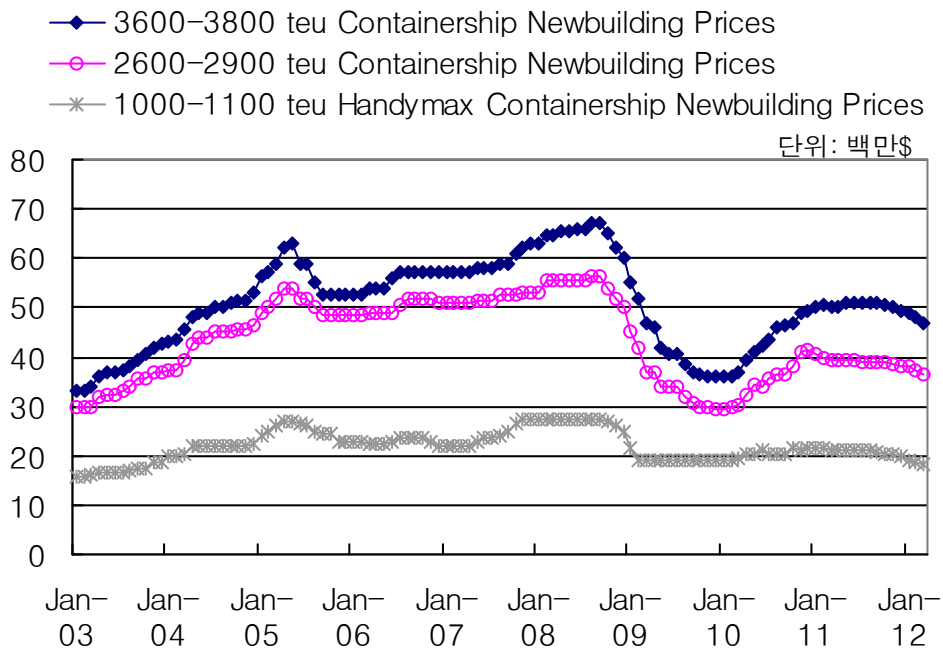 3600-3800 teu Containership Newbuilding Prices
2600-2900 teu Containership Newbuilding Prices
1000-1100 teu Handymax Containership Newbuilding Prices
단위: 백만$
80
70
60
50
40
30
20
10
0
Jan-03 Jan-04 Jan-05 Jan-06 Jan-07 Jan-08 Jan-09 Jan-10 Jan-11 Jan-12